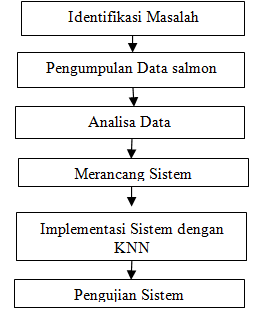 Identifikasi Masalah
Pengumpulan Data salmon
Analisa Data
Merancang Sistem
Implementasi Sistem dengan
KNN
Pengujian Sistem